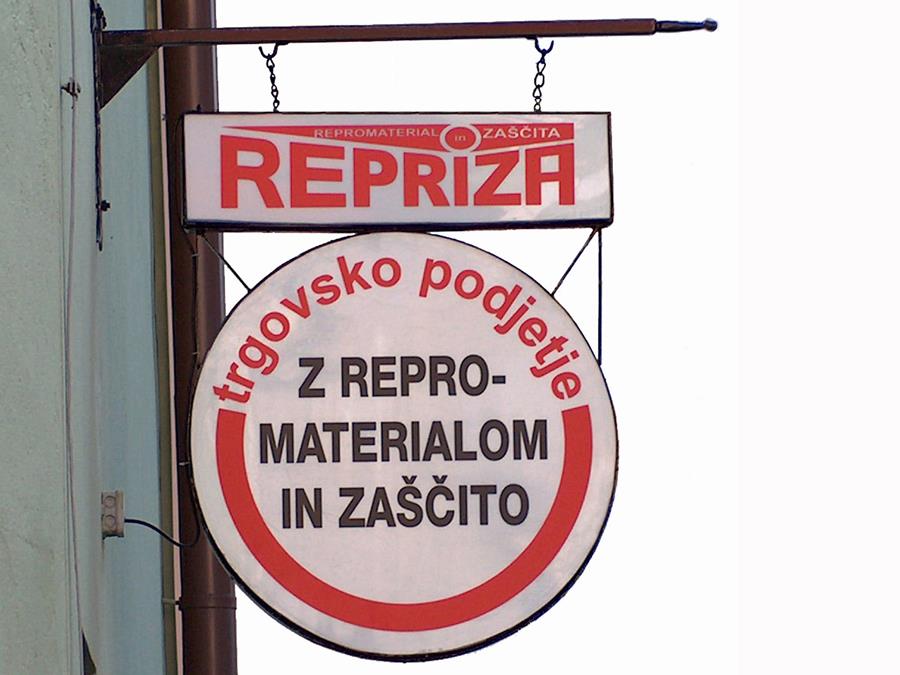 REPROMATERIAL in ZAŠČITA
REPRIZA
trgovsko podjetje
Z REPRO-
MATERIALOM
IN ZAŠČITO